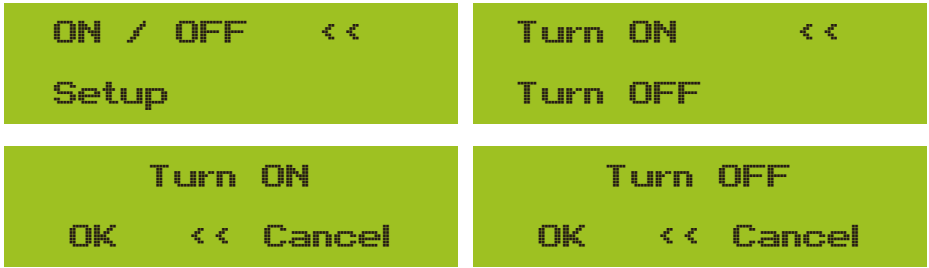 ON / OFF <<
Setup
Turn ON <<
Turn OFF
Turn ON
OK << Cancel
Turn OFF
OK << Cancel